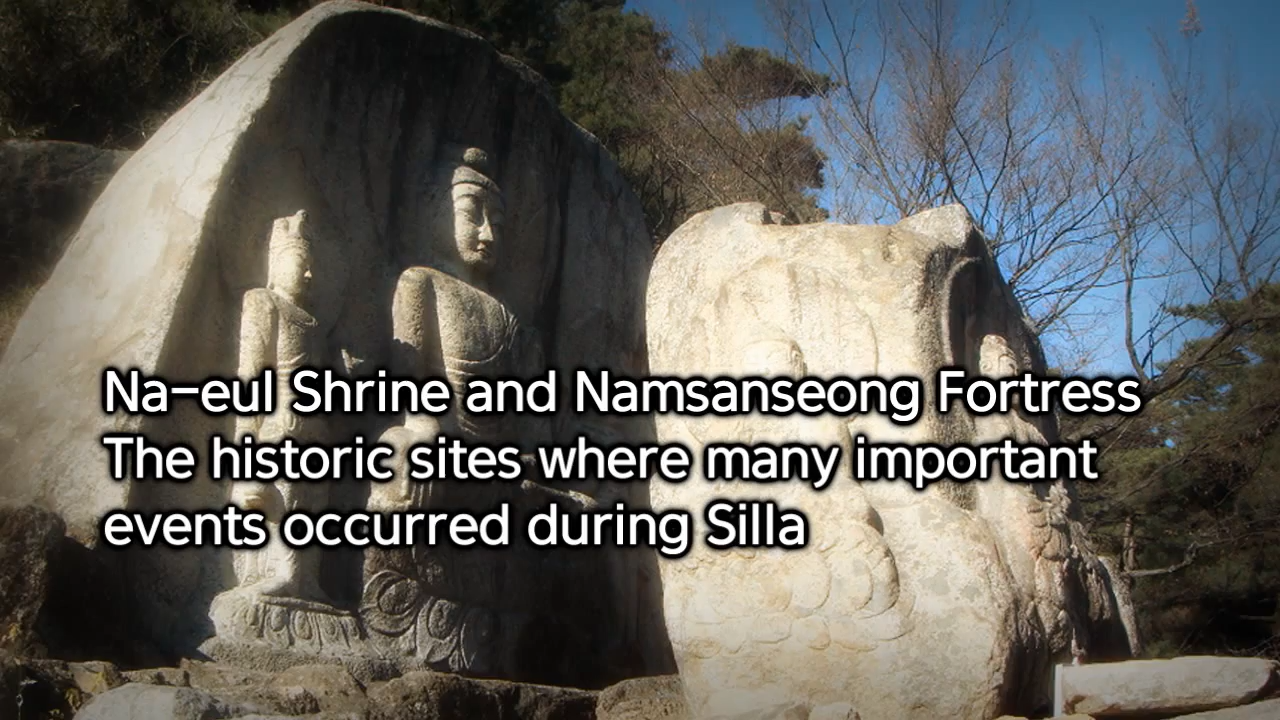 Na-eul Shrine and Namsanseong Fortress
The historic sites where many important
events occurred during Silla